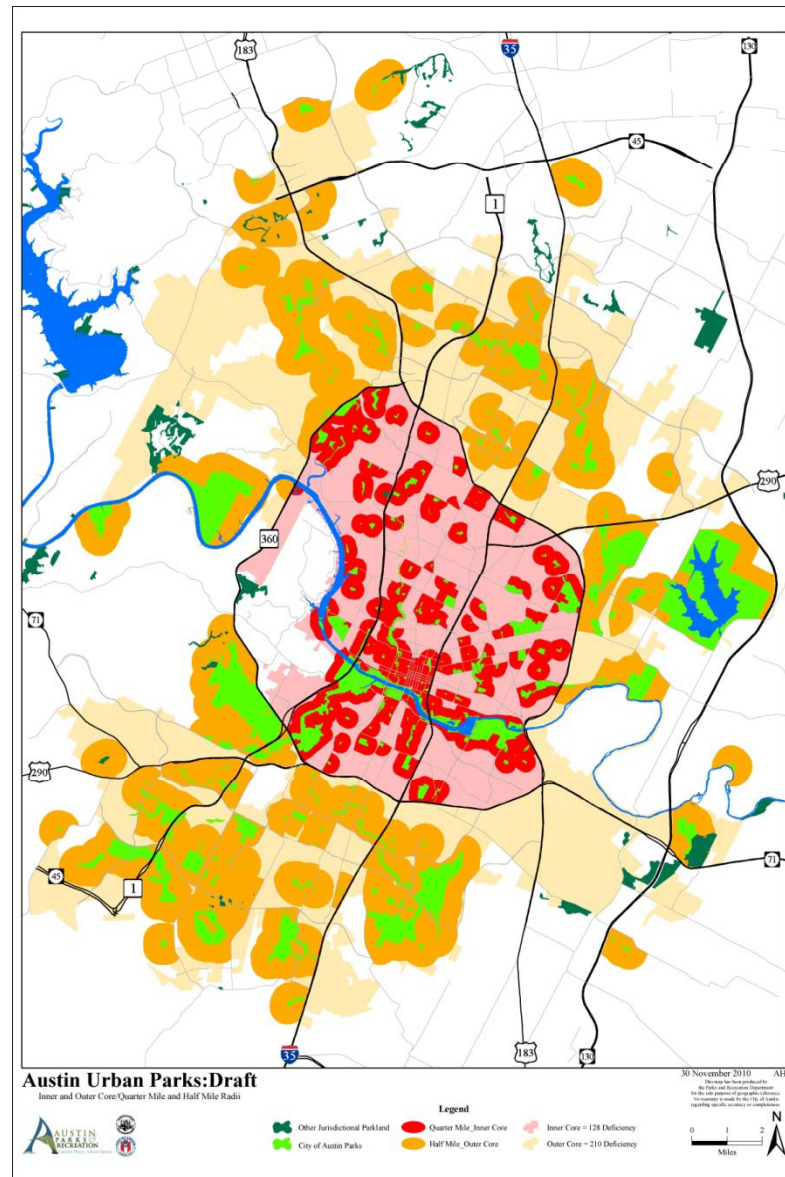 183
35
130
45
1
290
360
71
290
71
45
1
35
183
130
Austin Urban Parks:Draft
Inner and Outer Core/Quarter Mile and Half Mile Radii
30 November 2010 AH
This map has been produced by
the Parks and Recreation Department
for the sole purpose of geographic reference.
No warranty is made by the City of Austin
regarding specific accuracy or completeness.
Legend
Other Jurisdictional Parkland
Quarter Mile_Inner Core
Inner Core = 128 Deficiency
City of Austin Parks
Half Mile_Outer Core
Outer Core = 210 Deficiency
AUSTIN
PARKS
RECREATION
0 1 2
Miles
N